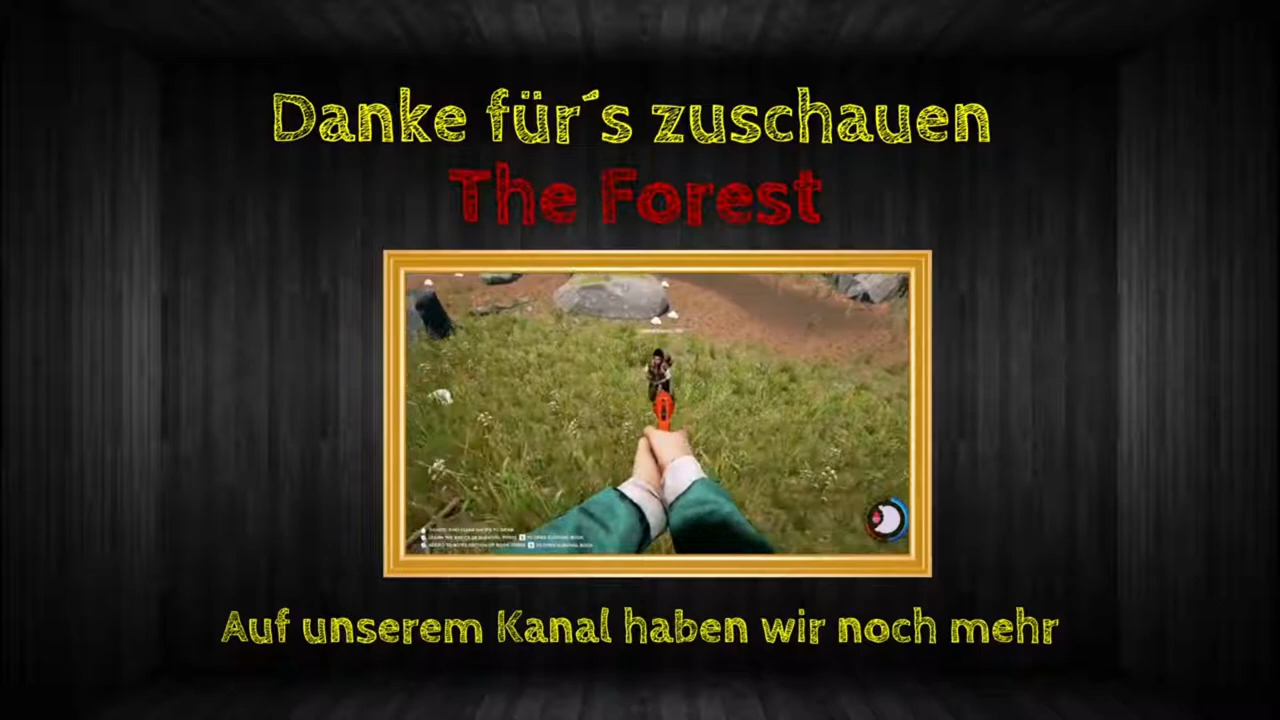 Danke für´s zuschauen
The Forest
Auf unserem Kanal haben wir noch mehr